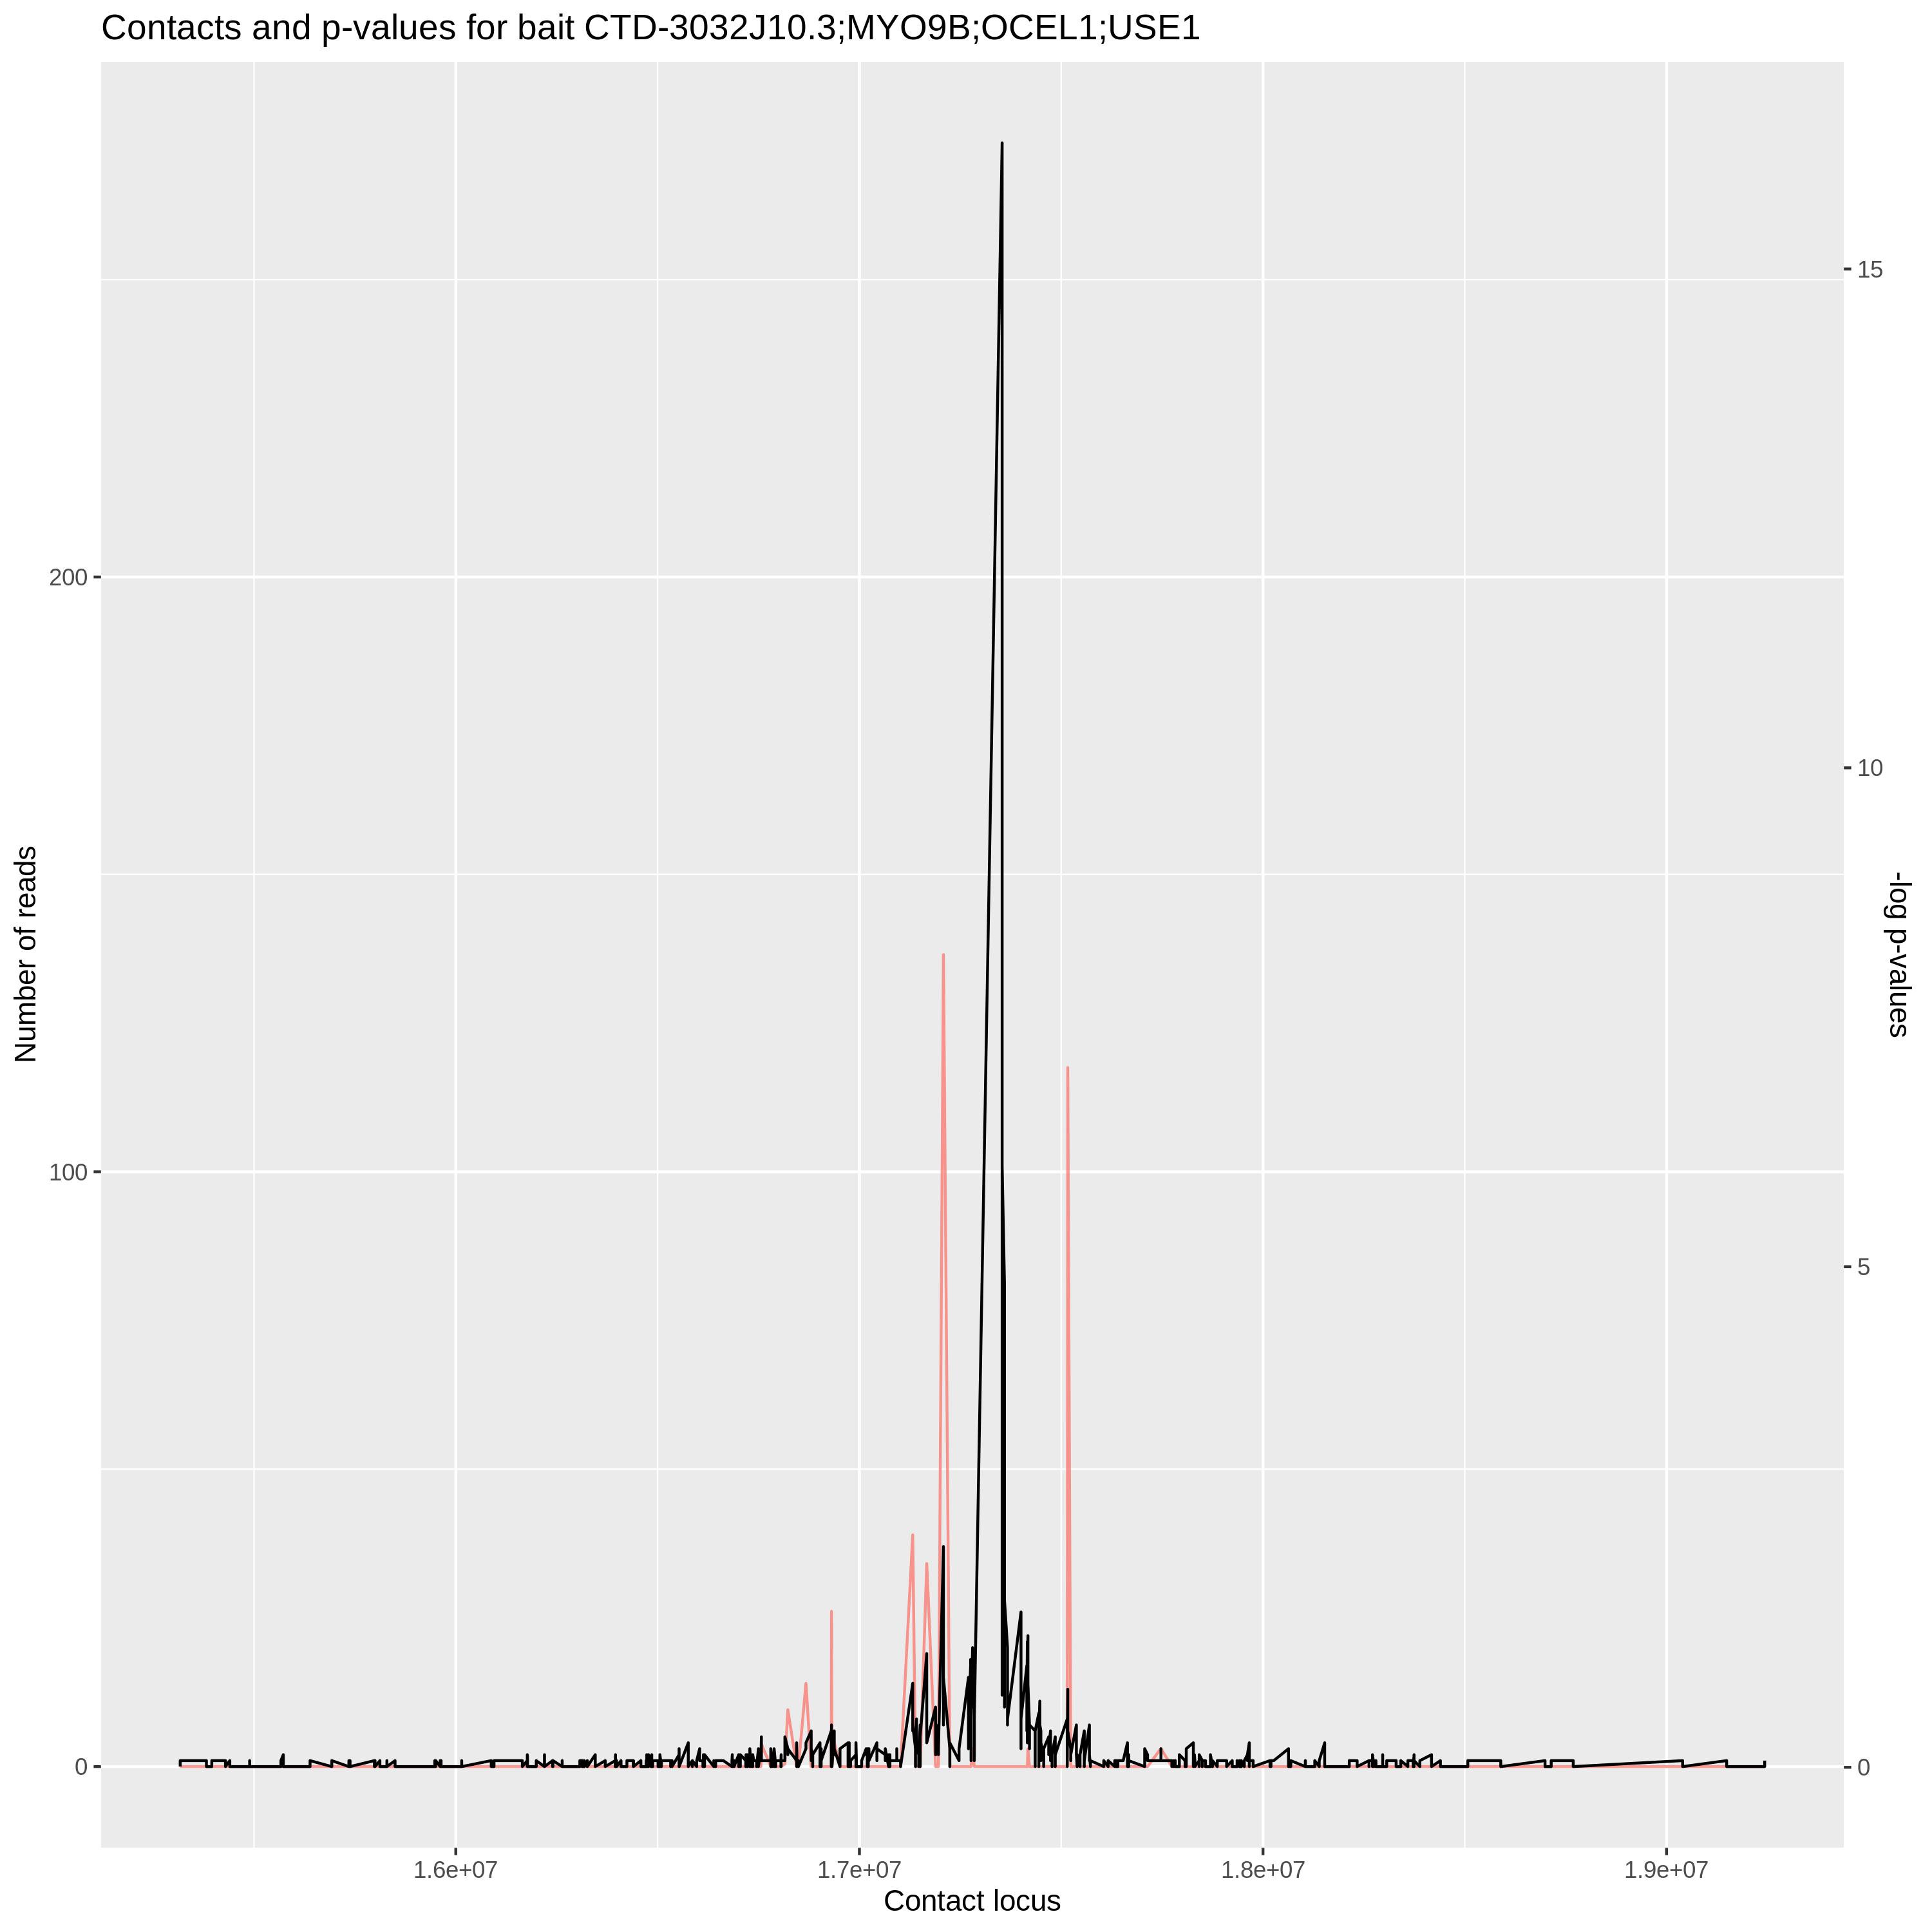 Contacts and p-values for bait CTD-3032J10.3;MYO9B;OCEL1;USE1
Number of reads
200
100
0
15
10
5
0
-log p-values
1.6e+07
1.7e+07
1.8e+07
1.9e+07
Contact locus